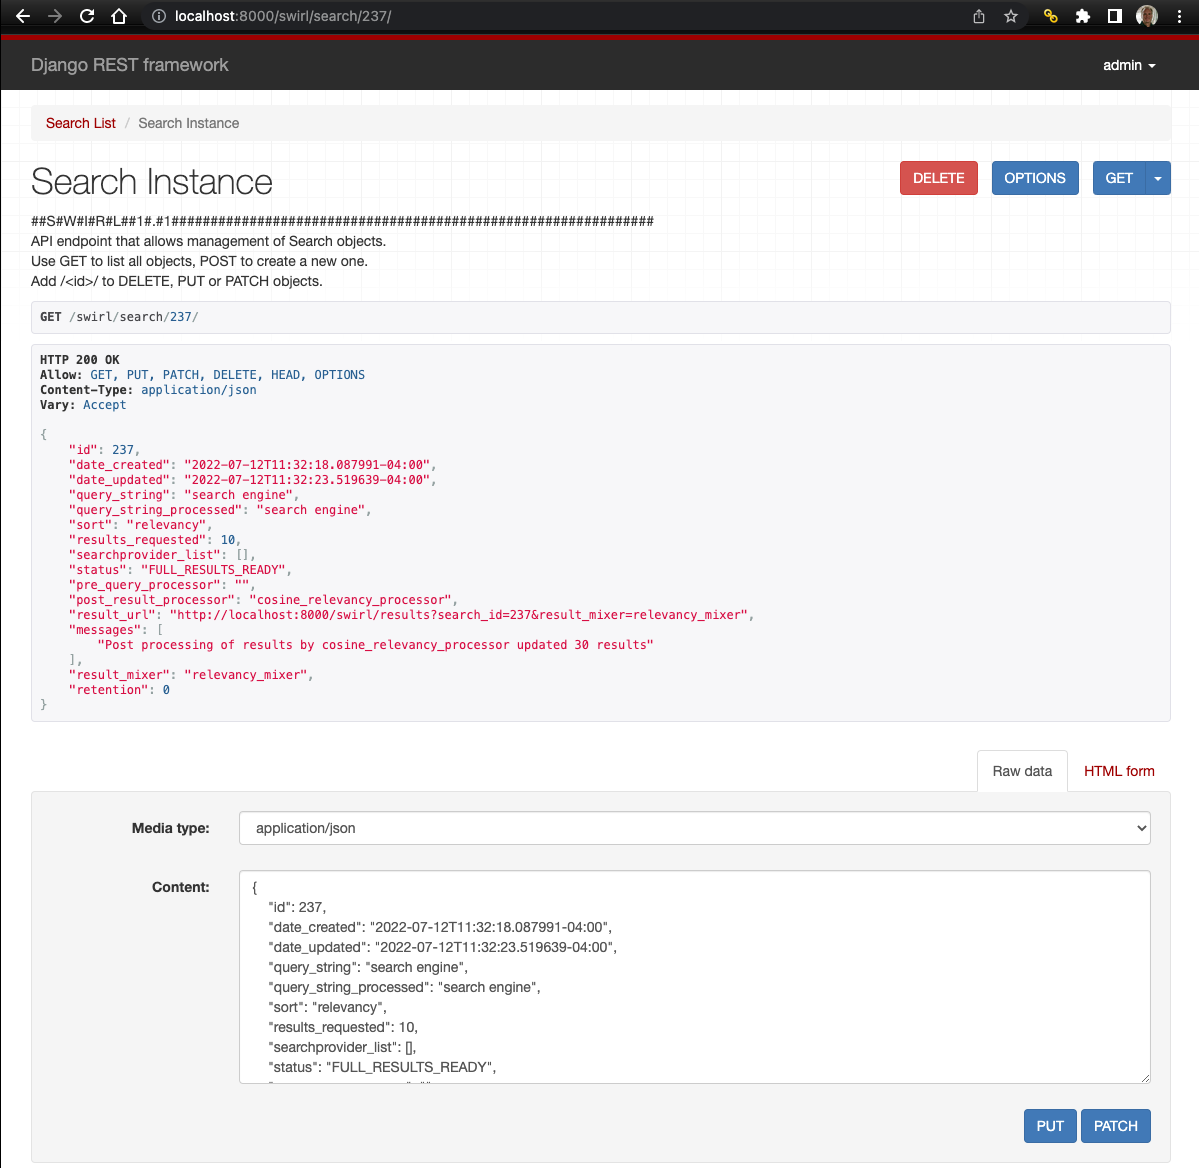 localhost:8000/swirl/search/237/
Django REST framework
admin
Search List / Search Instance
Search Instance
DELETE
OPTIONS
GET
##S#W#I#R#L##1#.#1##############################################################
API endpoint that allows management of Search objects.
Use GET to list all objects, POST to create a new one.
Add /<id>/ to DELETE, PUT or PATCH objects.
GET /swirl/search/237/
HTTP 200 OK
Allow: GET, PUT, PATCH, DELETE, HEAD, OPTIONS
Content-Type: application/json
Vary: Accept
{
    "id": 237,
    "date_created": "2022-07-12T11:32:18.087991-04:00",
    "date_updated": "2022-07-12T11:32:23.519639-04:00",
    "query_string": "search engine",
    "query_string_processed": "search engine",
    "sort": "relevancy",
    "results_requested": 10,
    "searchprovider_list": [],
    "status": "FULL_RESULTS_READY",
    "pre_query_processor": "",
    "post_result_processor": "cosine_relevancy_processor",
    "result_url": "http://localhost:8000/swirl/results?search_id=237&result_mixer=relevancy_mixer",
    "messages": [
        "Post processing of results by cosine_relevancy_processor updated 30 results"
    ],
    "result_mixer": "relevancy_mixer",
    "retention": 0
}
Raw data
HTML form
Media type:
application/json
Content:
{
    "id": 237,
    "date_created": "2022-07-12T11:32:18.087991-04:00",
    "date_updated": "2022-07-12T11:32:23.519639-04:00",
    "query_string": "search engine",
    "query_string_processed": "search engine",
    "sort": "relevancy",
    "results_requested": 10,
    "searchprovider_list": [],
    "status": "FULL_RESULTS_READY",
PUT
PATCH